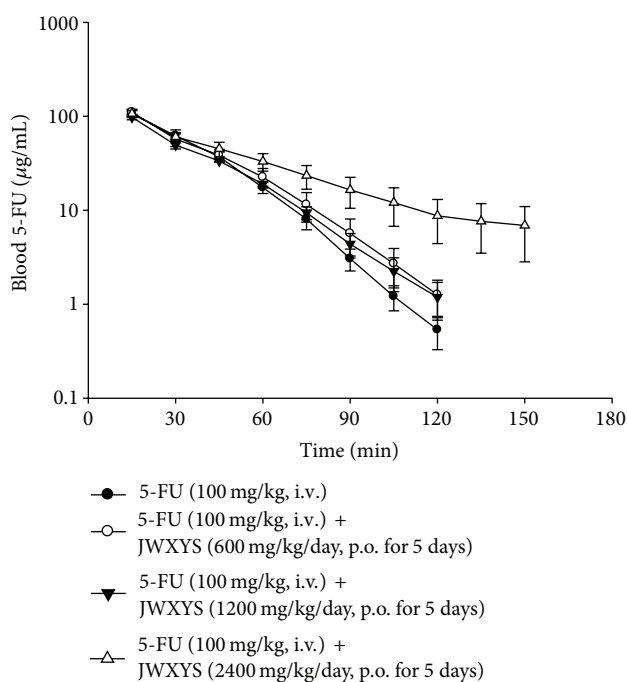 1000
100
10
1
0.1
Blood 5-FU (μg/mL)
0
30
60
90
120
150
180
Time (min)
5-FU (100 mg/kg, i.v.)
5-FU (100 mg/kg, i.v.) +
JWXYS (600 mg/kg/day, p.o. for 5 days)
5-FU (100 mg/kg, i.v.) +
JWXYS (1200 mg/kg/day, p.o. for 5 days)
5-FU (100 mg/kg, i.v.) +
JWXYS (2400 mg/kg/day, p.o. for 5 days)